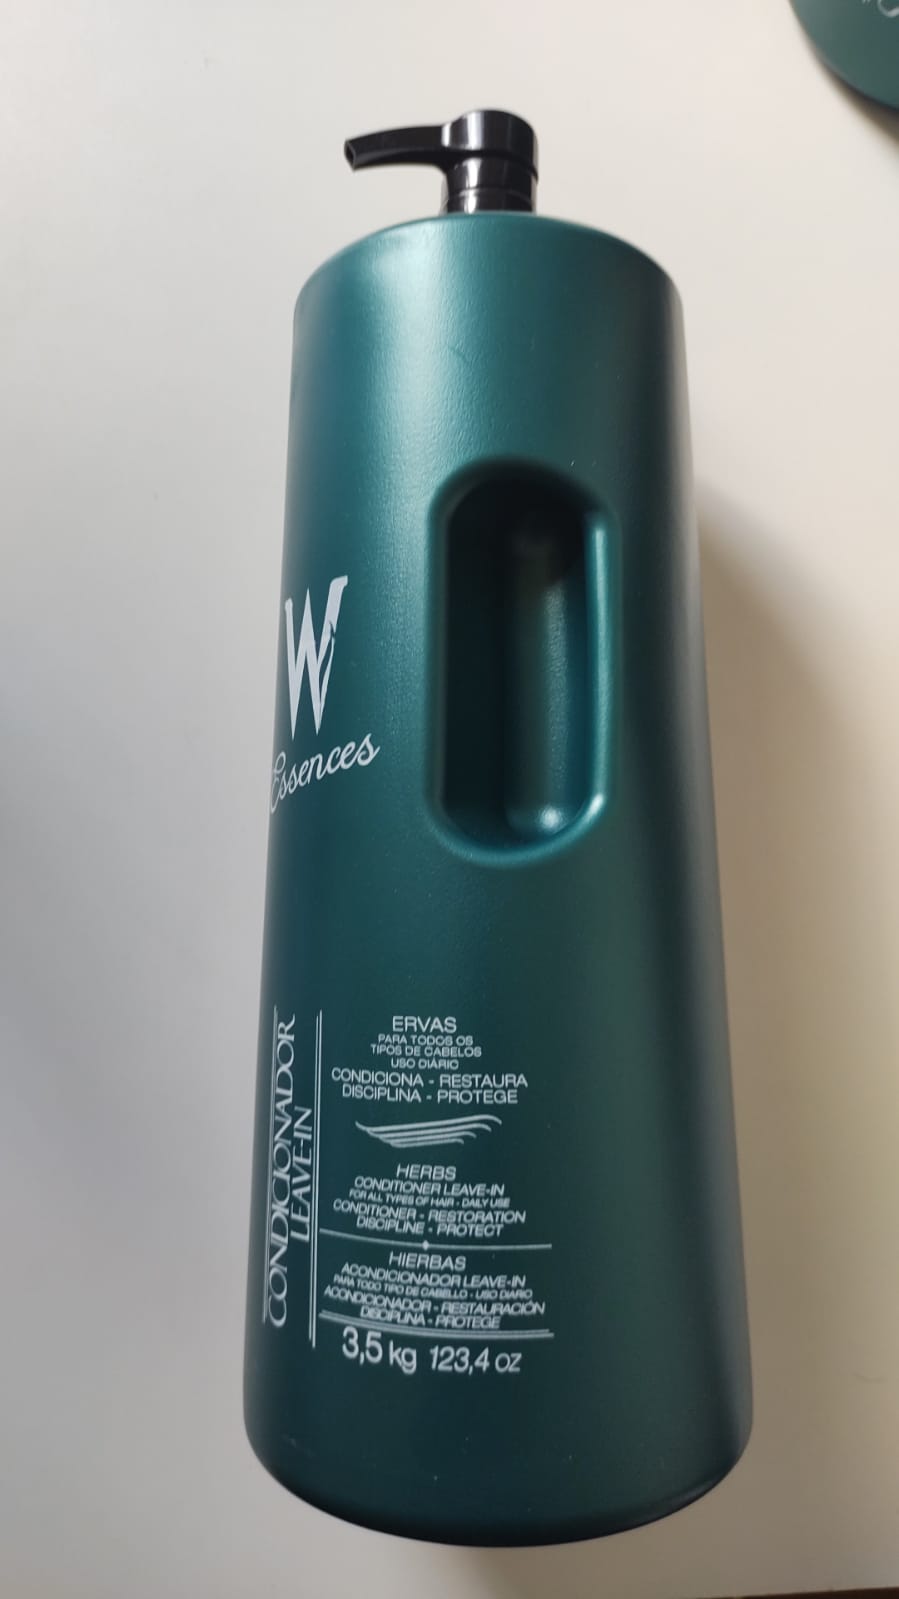 W
Essences
CONDICIONADOR
LEAVE-IN
ERVAS
PARA TODOS OS
TIPOS DE CABELOS
USO DIÁRIO
CONDICIONA - RESTAURA
DISCIPLINA - PROTEGE
HERBS
CONDITIONER LEAVE-IN
FOR ALL TYPES OF HAIR - DAILY USE
CONDITIONER - RESTORATION
DISCIPLINE - PROTECT
HIERBAS
ACONDICIONADOR LEAVE-IN
PARA TODO TIPO DE CABELLO - USO DIARIO
ACONDICIONADOR - RESTAURACIÓN
DISCIPLINA - PROTEGE
3,5 kg 123,4 oz